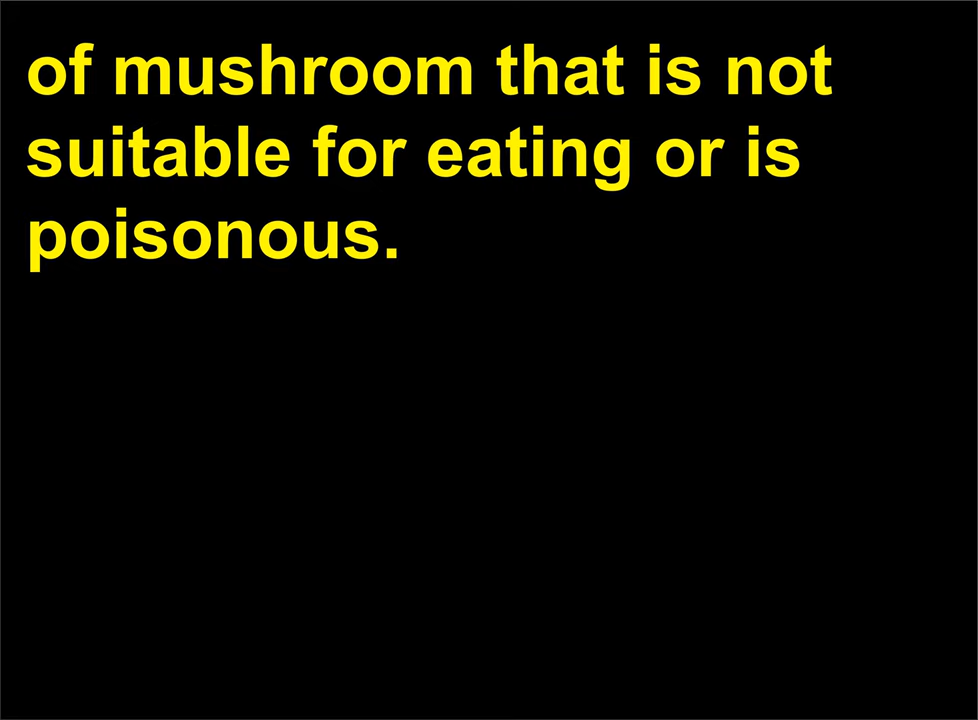 of mushroom that is not
suitable for eating or is
poisonous.